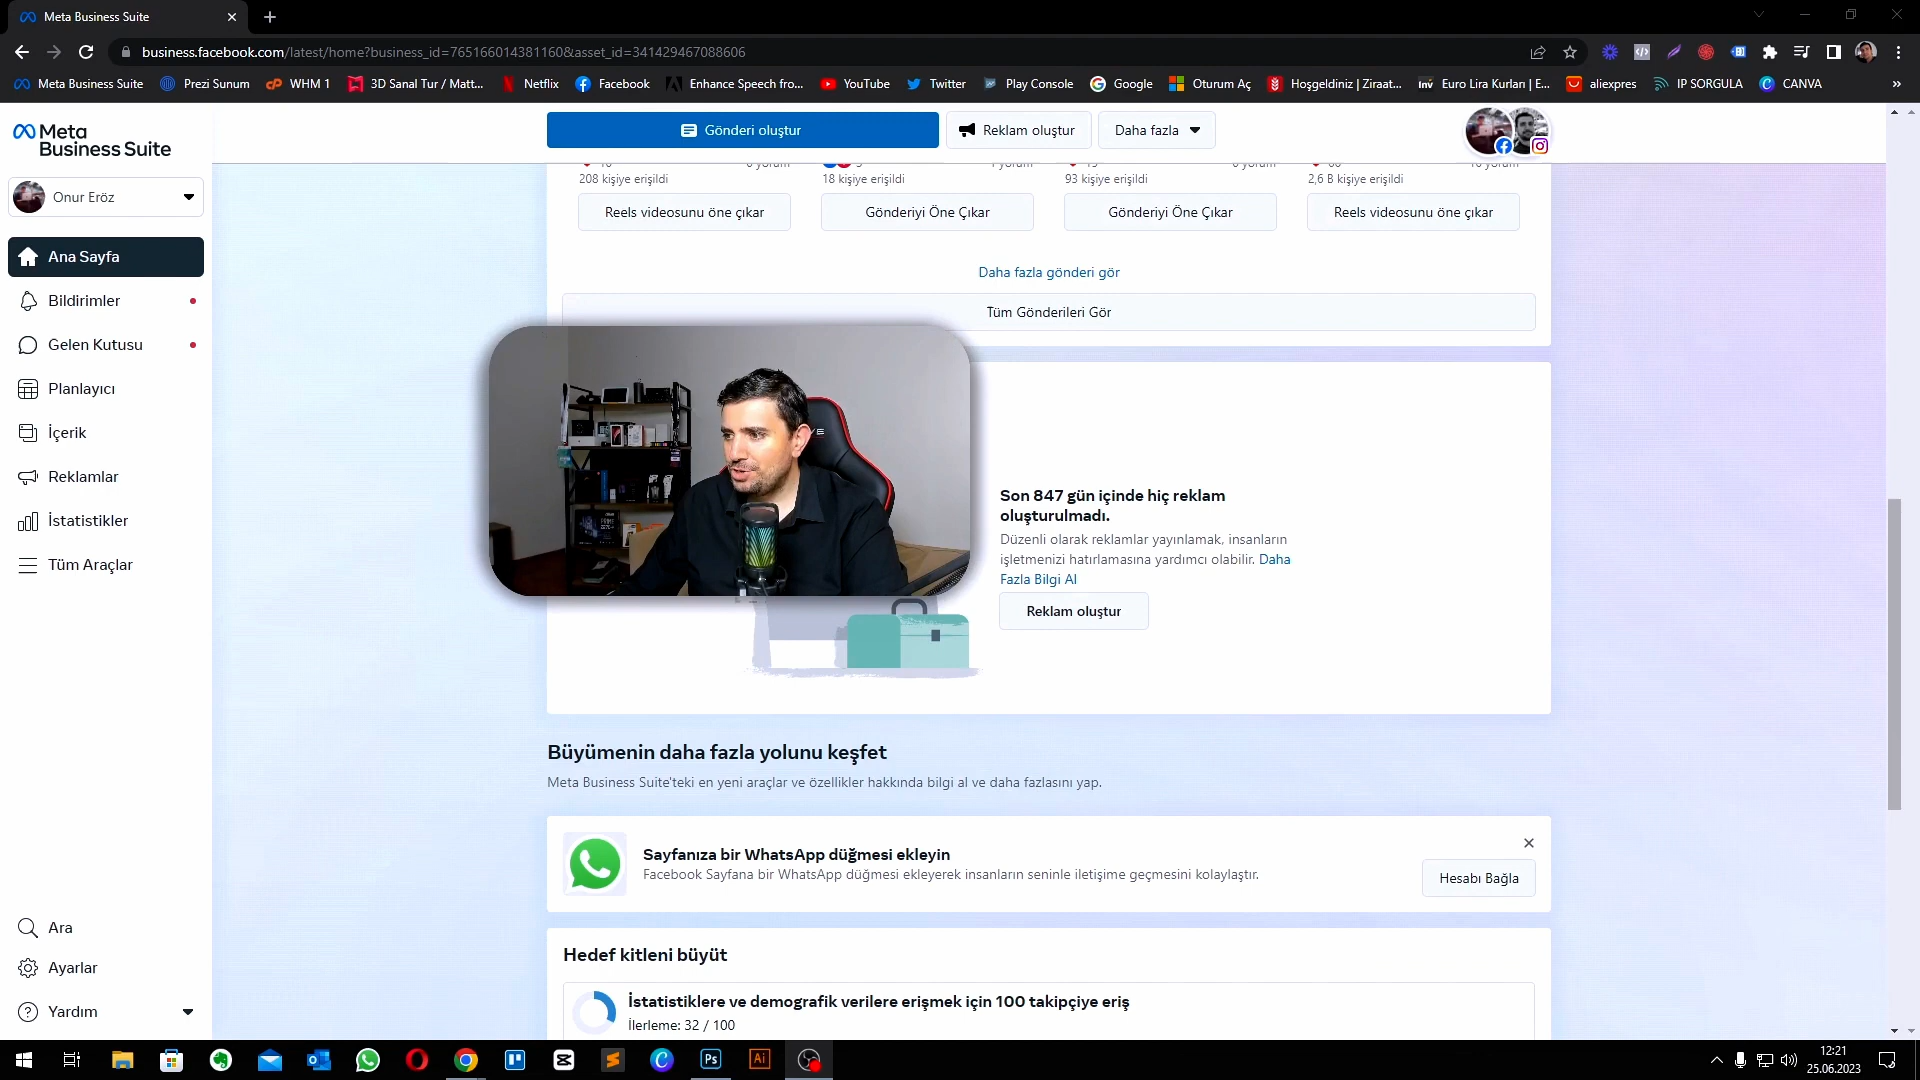 Meta Business Suite
business.facebook.com/latest/home?business_id=765166014381160&asset_id=341429467088606
Meta Business Suite
Prezi Sunum
WHM 1
3D Sanal Tur / Matt...
Netflix
Facebook
Enhance Speech fro...
YouTube
Twitter
Play Console
Google
Oturum Aç
Hoşgeldiniz | Ziraat...
Euro Lira Kurları | E...
aliexpres
IP SORGULA
CANVA
Meta
Business Suite
Gönderi oluştur
Reklam oluştur
Daha fazla
Onur Eröz
Ana Sayfa
Bildirimler
Gelen Kutusu
Planlayıcı
İçerik
Reklamlar
İstatistikler
Tüm Araçlar
Ara
Ayarlar
Yardım
208 kişiye erişildi
18 kişiye erişildi
93 kişiye erişildi
2,6 B kişiye erişildi
Reels videosunu öne çıkar
Gönderiyi Öne Çıkar
Gönderiyi Öne Çıkar
Reels videosunu öne çıkar
Daha fazla gönderi gör
Tüm Gönderileri Gör
Son 847 gün içinde hiç reklam
oluşturulmadı.
Düzenli olarak reklamlar yayınlamak, insanların
işletmenizi hatırlamasına yardımcı olabilir. Daha
Fazla Bilgi Al
Reklam oluştur
Büyümenin daha fazla yolunu keşfet
Meta Business Suite'teki en yeni araçlar ve özellikler hakkında bilgi al ve daha fazlasını yap.
Sayfanıza bir WhatsApp düğmesi ekleyin
Facebook Sayfana bir WhatsApp düğmesi ekleyerek insanların seninle iletişime geçmesini kolaylaştır.
Hesabı Bağla
Hedef kitleni büyüt
İstatistiklere ve demografik verilere erişmek için 100 takipçiye eriş
İlerleme: 32 / 100
12:21
25.06.2023